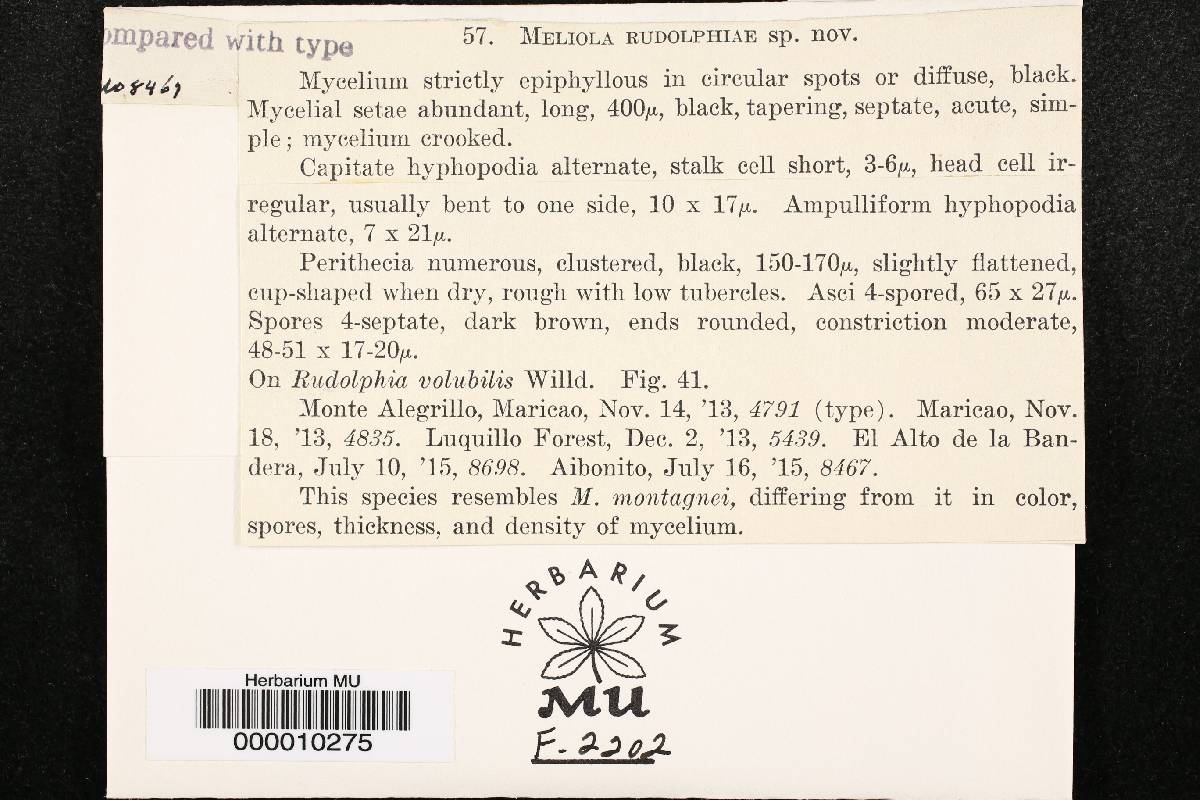 ompared with type
57. MELIOLA RUDOLPHIAE sp. nov.
Mycelium strictly epiphyllous in circular spots or diffuse, black.
Mycelial setae abundant, long, 400μ, black, tapering, septate, acute, sim-
ple; mycelium crooked.
Capitate hyphopodia alternate, stalk cell short, 3-6μ, head cell ir-
regular, usually bent to one side, 10 x 17μ. Ampulliform hyphopodia
alternate, 7 x 21μ.
Perithecia numerous, clustered, black, 150-170μ, slightly flattened,
cup-shaped when dry, rough with low tubercles. Asci 4-spored, 65 x 27μ.
Spores 4-septate, dark brown, ends rounded, constriction moderate,
48-51 x 17-20μ.
On Rudolphia volubilis Willd. Fig. 41.
Monte Alegrillo, Maricao, Nov. 14, '13, 4791 (type). Maricao, Nov.
18, '13, 4835. Luquillo Forest, Dec. 2, '13, 5439. El Alto de la Ban-
dera, July 10, '15, 8698. Aibonito, July 16, '15, 8467.
This species resembles M. montagnei, differing from it in color,
spores, thickness, and density of mycelium.
HERBARIUM
MU
F-2202
Herbarium MU
000010275